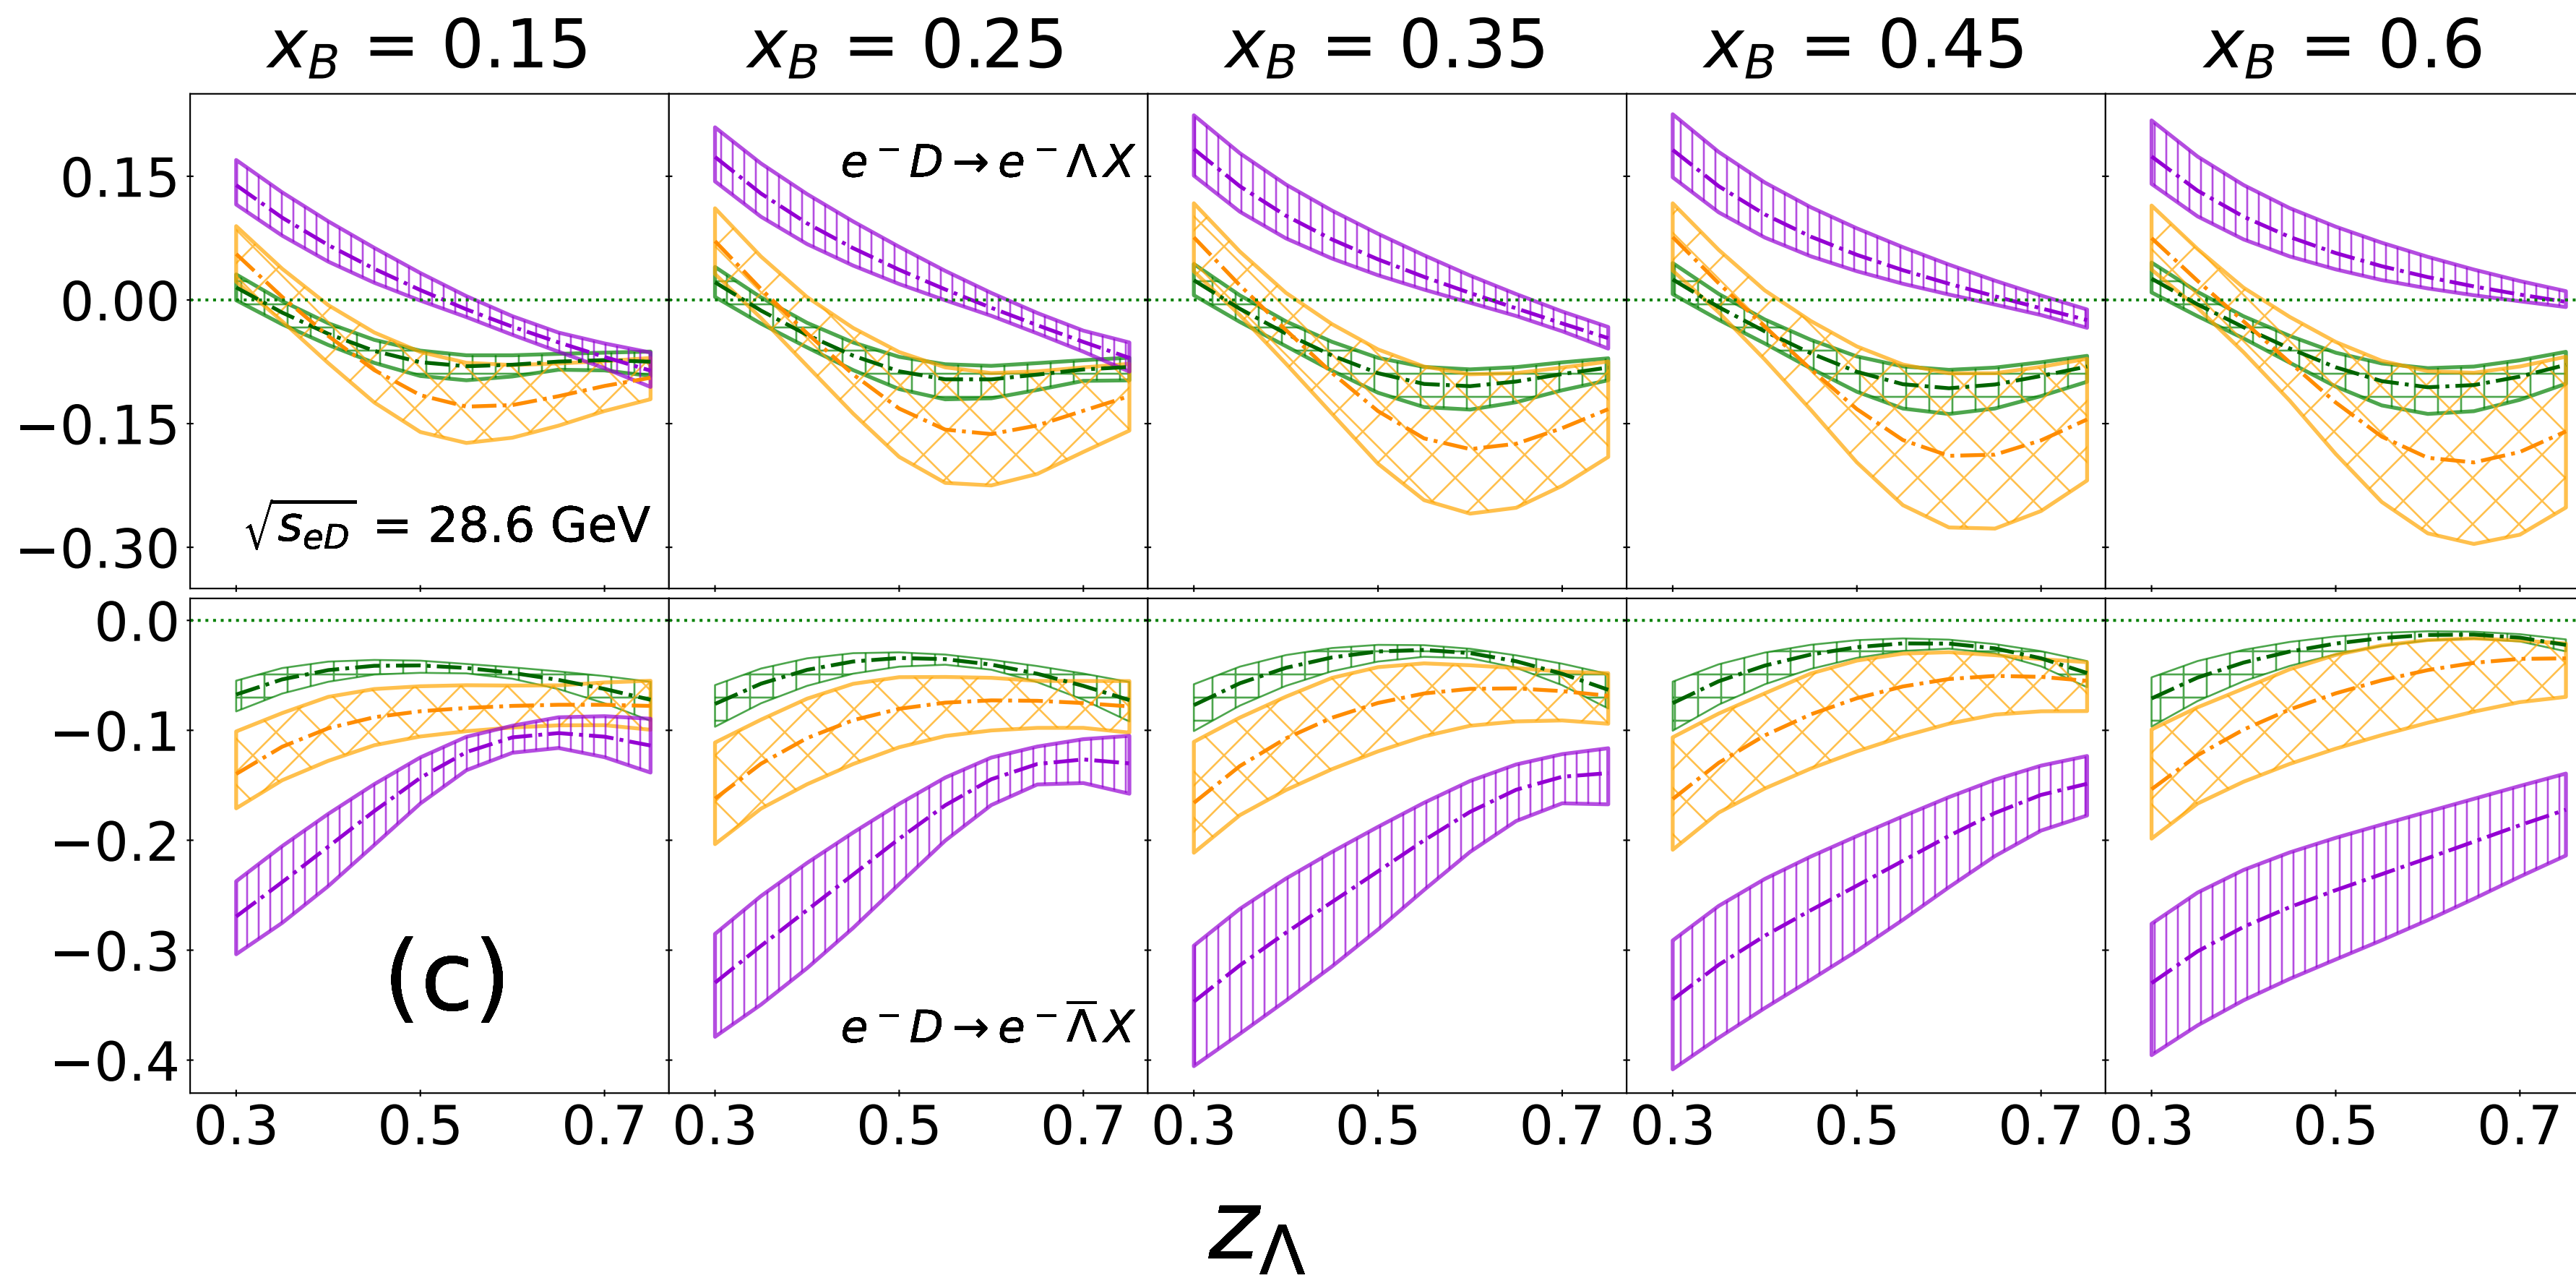 x_B = 0.15 x_B = 0.25 x_B = 0.35 x_B = 0.45 x_B = 0.6
0.15
0.00
−0.15
−0.30
e⁻D→e⁻ΛX
√s_{eD} = 28.6 GeV
0.0
−0.1
−0.2
−0.3
−0.4
(c)
e⁻D→e⁻Λ̅X
0.3 0.5 0.7 0.3 0.5 0.7 0.3 0.5 0.7 0.3 0.5 0.7 0.3 0.5 0.7
z_Λ